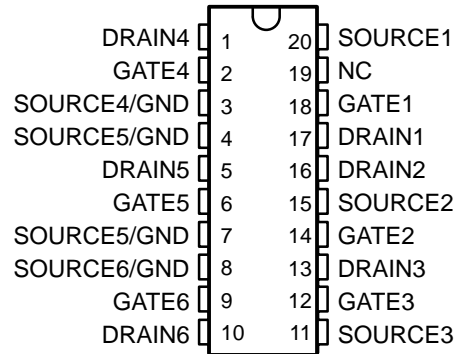 DRAIN4 1 20 SOURCE1
GATE4 2 19 NC
SOURCE4/GND 3 18 GATE1
SOURCE5/GND 4 17 DRAIN1
DRAIN5 5 16 DRAIN2
GATE5 6 15 SOURCE2
SOURCE5/GND 7 14 GATE2
SOURCE6/GND 8 13 DRAIN3
GATE6 9 12 GATE3
DRAIN6 10 11 SOURCE3